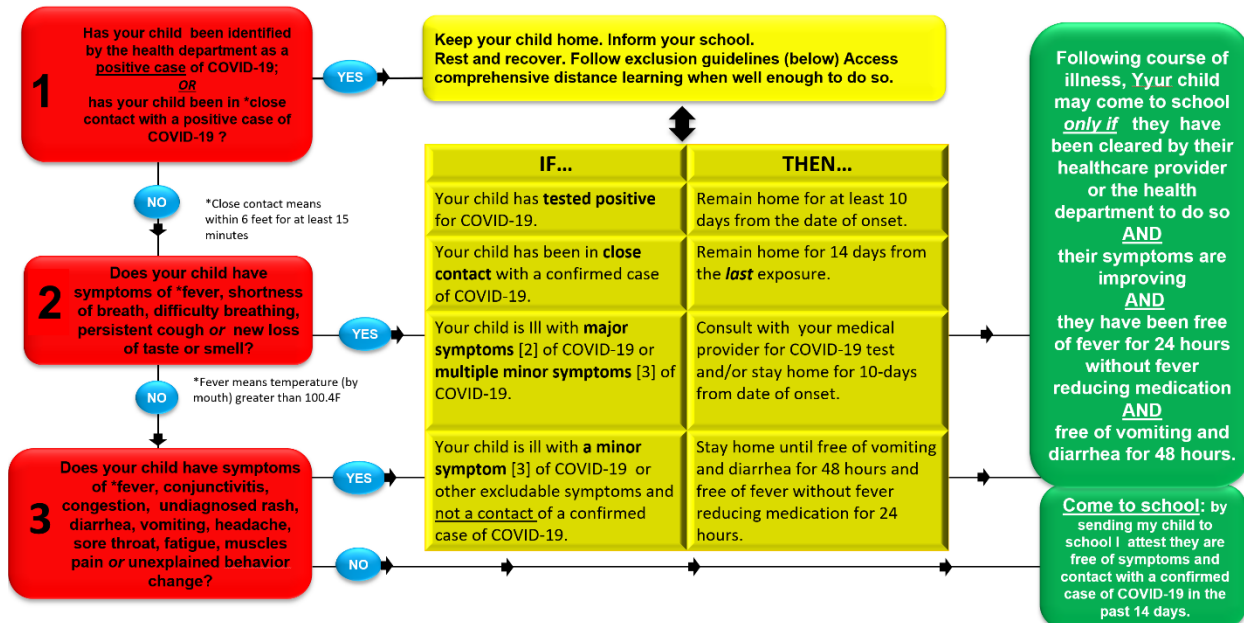 1
Has your child been identified
by the health department as a
positive case of COVID-19;
OR
has your child been in *close
contact with a positive case of
COVID-19 ?
YES
Keep your child home. Inform your school.
Rest and recover. Follow exclusion guidelines (below) Access
comprehensive distance learning when well enough to do so.
NO
*Close contact means
within 6 feet for at least 15
minutes
2
Does your child have
symptoms of *fever, shortness
of breath, difficulty breathing,
persistent cough or new loss
of taste or smell?
YES
NO
*Fever means temperature (by
mouth) greater than 100.4F
3
Does your child have symptoms
of *fever, conjunctivitis,
congestion, undiagnosed rash,
diarrhea, vomiting, headache,
sore throat, fatigue, muscles
pain or unexplained behavior
change?
YES
NO
IF...
THEN...
Your child has tested positive
for COVID-19.
Remain home for at least 10
days from the date of onset.
Your child has been in close
contact with a confirmed case
of COVID-19.
Remain home for 14 days from
the last exposure.
Your child is Ill with major
symptoms [2] of COVID-19 or
multiple minor symptoms [3] of
COVID-19.
Consult with your medical
provider for COVID-19 test
and/or stay home for 10-days
from date of onset.
Your child is ill with a minor
symptom [3] of COVID-19 or
other excludable symptoms and
not a contact of a confirmed
case of COVID-19.
Stay home until free of vomiting
and diarrhea for 48 hours and
free of fever without fever
reducing medication for 24
hours.
Following course of
illness, Yyur child
may come to school
only if they have
been cleared by their
healthcare provider
or the health
department to do so
AND
their symptoms are
improving
AND
they have been free
of fever for 24 hours
without fever
reducing medication
AND
free of vomiting and
diarrhea for 48 hours.
Come to school: by
sending my child to
school I attest they are
free of symptoms and
contact with a confirmed
case of COVID-19 in the
past 14 days.